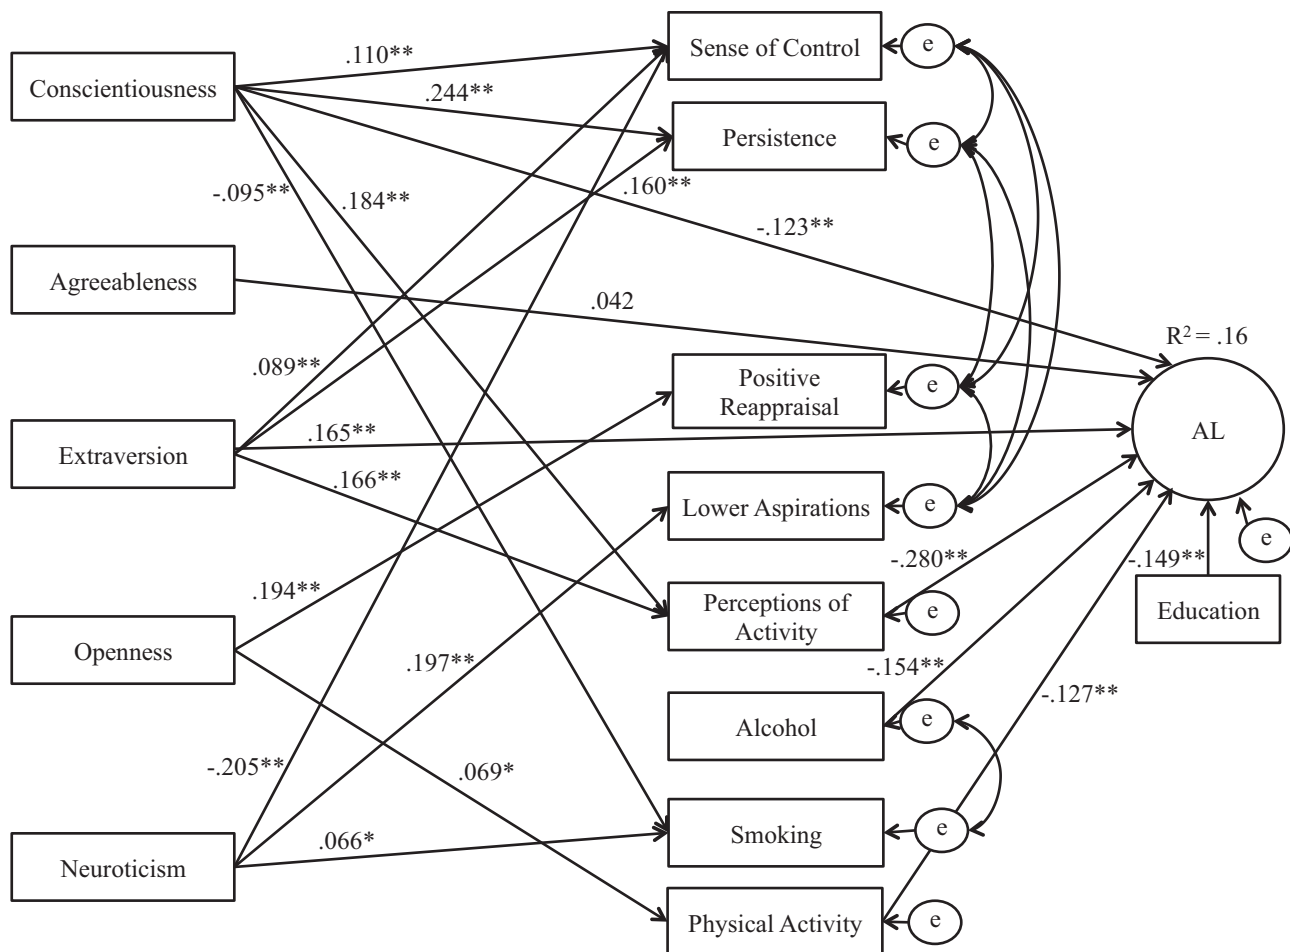 Sense of Control
e
.110**
Conscientiousness
.244**
Persistence
e
-.095**
.184**
.160**
-.123**
Agreeableness
.042
R² = .16
.089**
Positive
Reappraisal
e
Extraversion
.165**
AL
.166**
Lower Aspirations
e
e
-.280**
-.149**
.194**
Perceptions of
Activity
e
Education
Openness
.197**
-.154**
-.127**
Alcohol
e
-.205**
.069*
Smoking
e
.066*
Neuroticism
Physical Activity
e